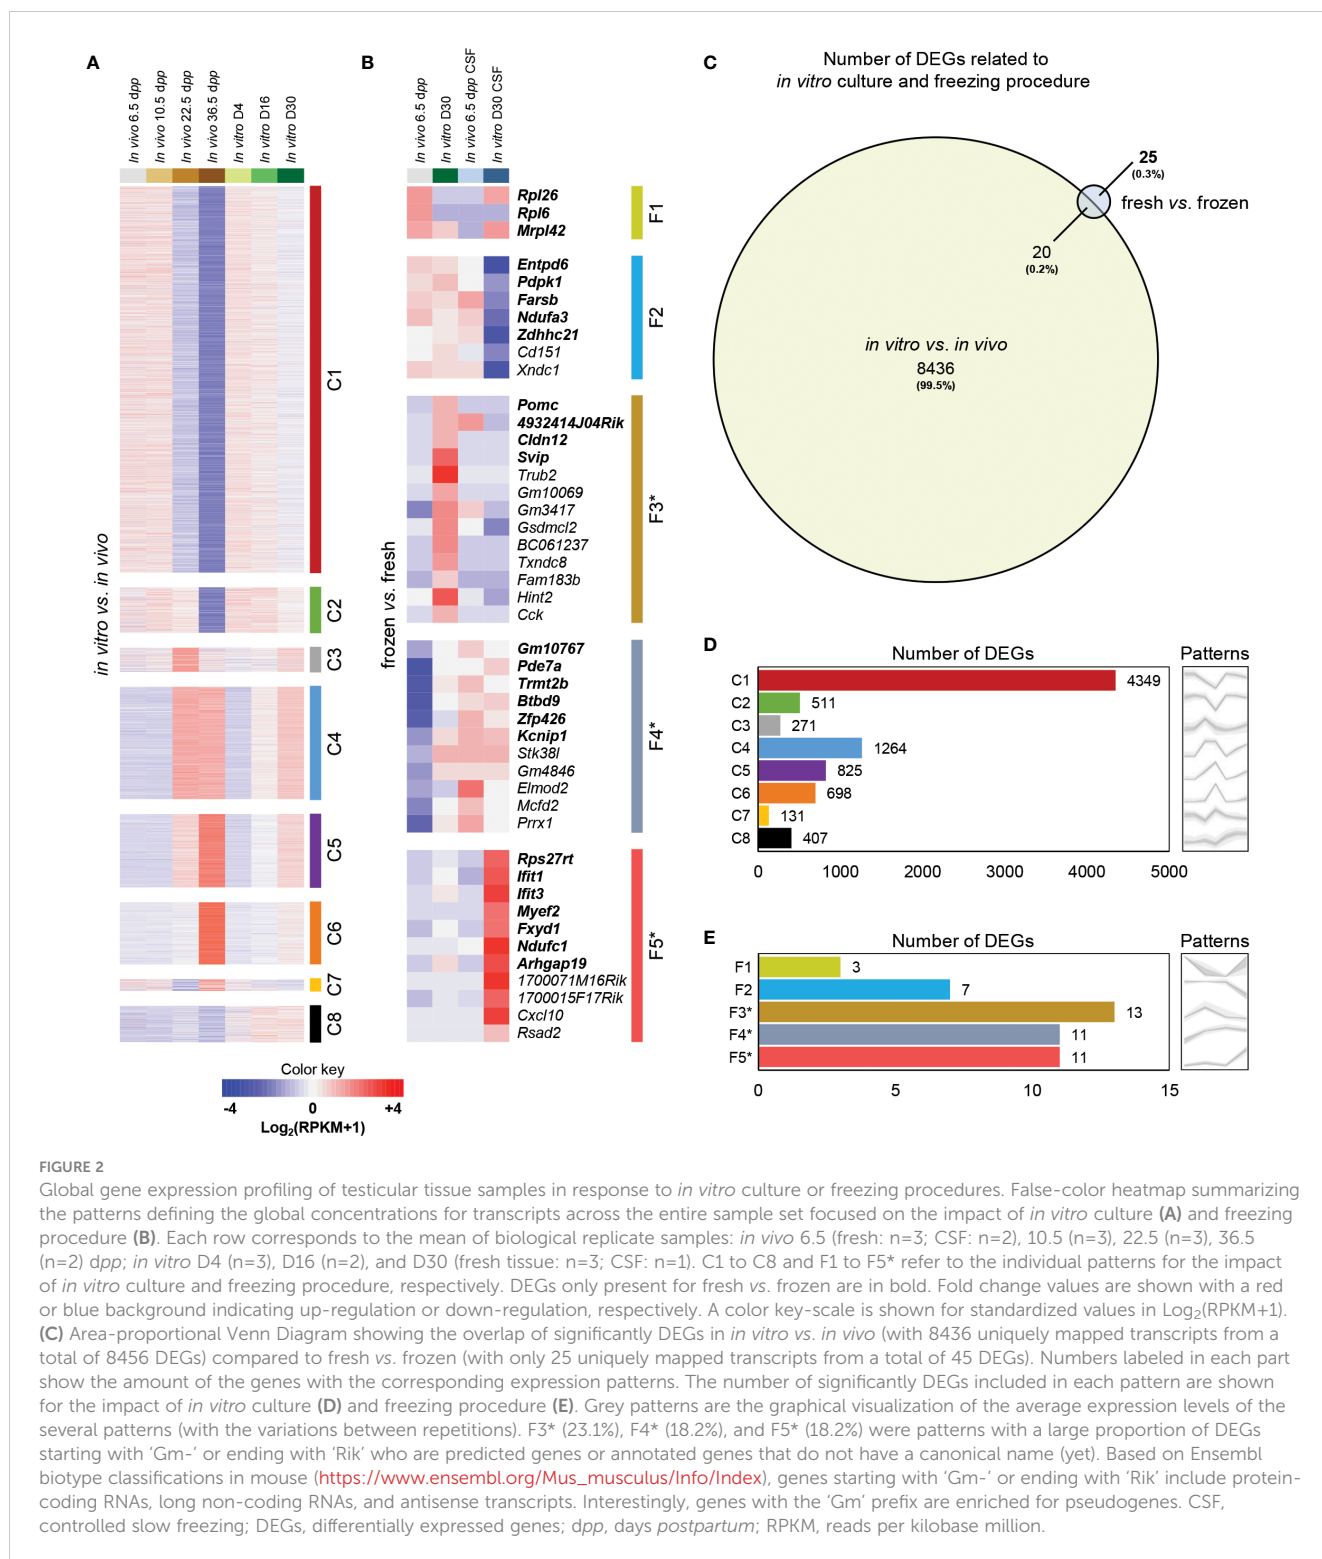 A
In vivo 6.5 dpp
In vivo 10.5 dpp
In vivo 22.5 dpp
In vivo 36.5 dpp
In vitro D4
In vitro D16
In vitro D30
in vitro vs. in vivo
C1
C2
C3
C4
C5
C6
C7
C8
B
In vivo 6.5 dpp
In vitro D30
In vivo 6.5 dpp CSF
In vitro D30 CSF
frozen vs. fresh
Rpl26
Rpl6
Mrpl42
F1
Entpd6
Pdpk1
Farsb
Ndufa3
Zdhhc21
Cd151
Xndc1
F2
Pomc
4932414J04Rik
Cldn12
Svip
Trub2
Gm10069
Gm3417
Gsdmcl2
BC061237
Txndc8
Fam183b
Hint2
Cck
F3*
Gm10767
Pde7a
Trmt2b
Btbd9
Zfp426
Kcnip1
Stk38l
Gm4846
Elmod2
Mcfd2
Prrx1
F4*
Rps27rt
Ifit1
Ifit3
Myef2
Fxyd1
Ndufc1
Arhgap19
1700071M16Rik
1700015F17Rik
Cxcl10
Rsad2
F5*
Color key
-4 0 +4
Log2(RPKM+1)
C
Number of DEGs related to
in vitro culture and freezing procedure
25
(0.3%)
fresh vs. frozen
20
(0.2%)
in vitro vs. in vivo
8436
(99.5%)
D
Number of DEGs Patterns
C1 4349
C2 511
C3 271
C4 1264
C5 825
C6 698
C7 131
C8 407
0 1000 2000 3000 4000 5000
E
Number of DEGs Patterns
F1 3
F2 7
F3* 13
F4* 11
F5* 11
0 5 10 15
FIGURE 2
Global gene expression profiling of testicular tissue samples in response to in vitro culture or freezing procedures. False-color heatmap summarizing
the patterns defining the global concentrations for transcripts across the entire sample set focused on the impact of in vitro culture (A) and freezing
procedure (B). Each row corresponds to the mean of biological replicate samples: in vivo 6.5 (fresh: n=3; CSF: n=2), 10.5 (n=3), 22.5 (n=3), 36.5
(n=2) dpp; in vitro D4 (n=3), D16 (n=2), and D30 (fresh tissue: n=3; CSF: n=1). C1 to C8 and F1 to F5* refer to the individual patterns for the impact
of in vitro culture and freezing procedure, respectively. DEGs only present for fresh vs. frozen are in bold. Fold change values are shown with a red
or blue background indicating up-regulation or down-regulation, respectively. A color key-scale is shown for standardized values in Log2(RPKM+1).
(C) Area-proportional Venn Diagram showing the overlap of significantly DEGs in in vitro vs. in vivo (with 8436 uniquely mapped transcripts from a
total of 8456 DEGs) compared to fresh vs. frozen (with only 25 uniquely mapped transcripts from a total of 45 DEGs). Numbers labeled in each part
show the amount of the genes with the corresponding expression patterns. The number of significantly DEGs included in each pattern are shown
for the impact of in vitro culture (D) and freezing procedure (E). Grey patterns are the graphical visualization of the average expression levels of the
several patterns (with the variations between repetitions). F3* (23.1%), F4* (18.2%), and F5* (18.2%) were patterns with a large proportion of DEGs
starting with ‘Gm-’ or ending with ‘Rik’ who are predicted genes or annotated genes that do not have a canonical name (yet). Based on Ensembl
biotype classifications in mouse (https://www.ensembl.org/Mus_musculus/Info/Index), genes starting with ‘Gm-’ or ending with ‘Rik’ include protein-
coding RNAs, long non-coding RNAs, and antisense transcripts. Interestingly, genes with the ‘Gm’ prefix are enriched for pseudogenes. CSF,
controlled slow freezing; DEGs, differentially expressed genes; dpp, days postpartum; RPKM, reads per kilobase million.